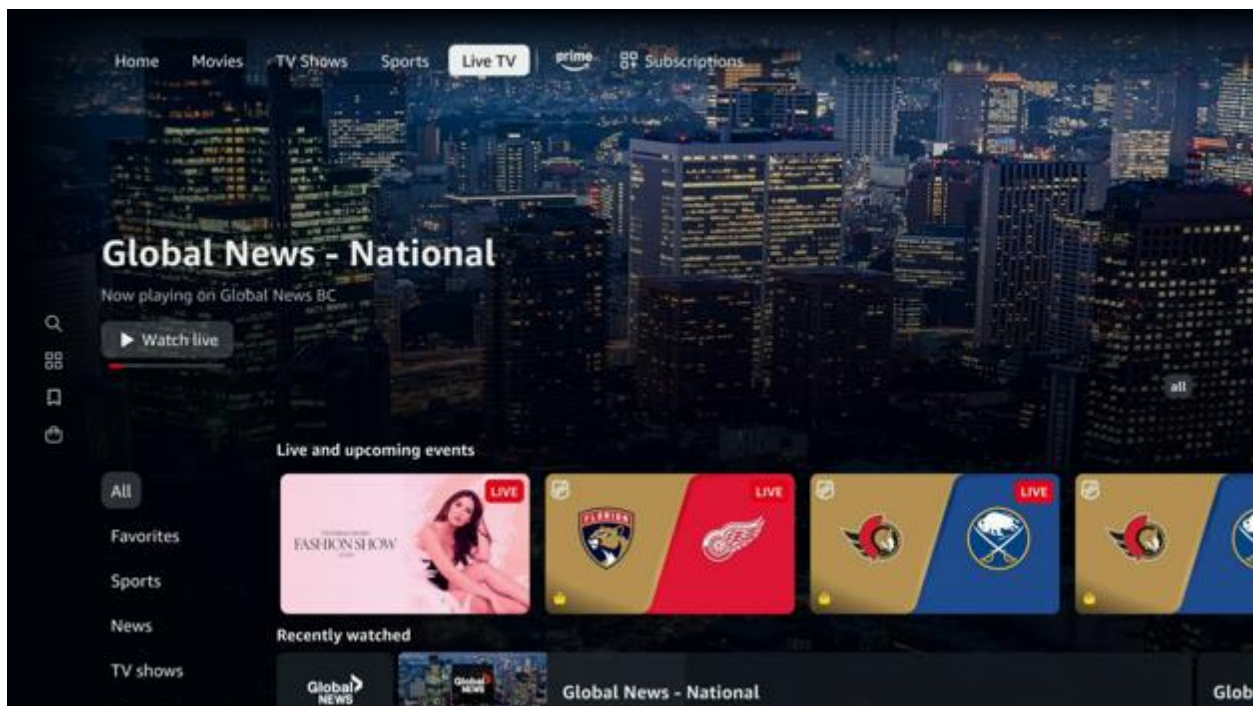 Home Movies TV Shows Sports Live TV prime Subscriptions
Global News - National
Now playing on Global News BC
Watch live
all
Live and upcoming events
All
Favorites
Sports
News
TV shows
LIVE
FASHION SHOW
FLORIDA
LIVE
LIVE
Recently watched
Global
NEWS
Global
NEWS
Global News - National
Glob